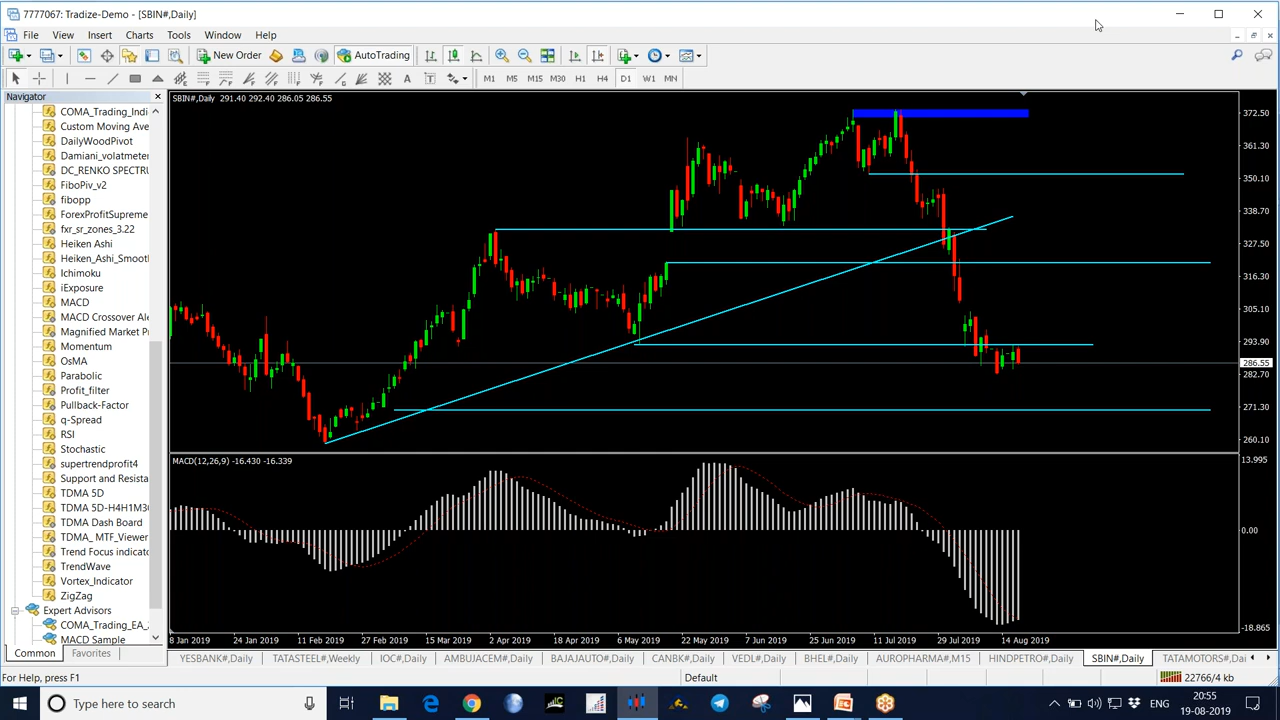 7777067: Tradize-Demo - [SBIN#,Daily]
File View Insert Charts Tools Window Help
New Order AutoTrading
M1 M5 M15 M30 H1 H4 D1 W1 MN
Navigator
COMA_Trading_Indi
Custom Moving Ave
DailyWoodPivot
Damiani_volatmeter
DC_RENKO SPECTRU
FiboPiv_v2
fibopp
ForexProfitSupreme
fxr_sr_zones_3.22
Heiken Ashi
Heiken_Ashi_Smoot
Ichimoku
iExposure
MACD
MACD Crossover Ale
Magnified Market P
Momentum
OsMA
Parabolic
Profit_filter
Pullback-Factor
q-Spread
RSI
Stochastic
supertrendprofit4
Support and Resista
TDMA 5D
TDMA 5D-H4H1M30
TDMA Dash Board
TDMA_ MTF_Viewer
Trend Focus indicato
TrendWave
Vortex_Indicator
ZigZag
Expert Advisors
COMA_Trading_EA_
MACD Sample
Common Favorites
SBIN#,Daily 291.40 292.40 286.05 286.55
372.50
361.30
350.10
338.70
327.50
316.30
305.10
293.90
286.55
282.70
271.30
260.10
MACD(12,26,9) -16.430 -16.339
13.995
0.00
-18.865
8 Jan 2019 24 Jan 2019 11 Feb 2019 27 Feb 2019 15 Mar 2019 2 Apr 2019 18 Apr 2019 6 May 2019 22 May 2019 7 Jun 2019 25 Jun 2019 11 Jul 2019 29 Jul 2019 14 Aug 2019
YESBANK#,Daily TATASTEEL#,Weekly IOC#,Daily AMBUJACEM#,Daily BAJAJAUTO#,Daily CANBK#,Daily VEDL#,Daily BHEL#,Daily AUROPHARMA#,M15 HINDPETRO#,Daily SBIN#,Daily TATAMOTORS#,Dai
For Help, press F1 Default 22766/4 kb
Type here to search
ENG
20:55
19-08-2019